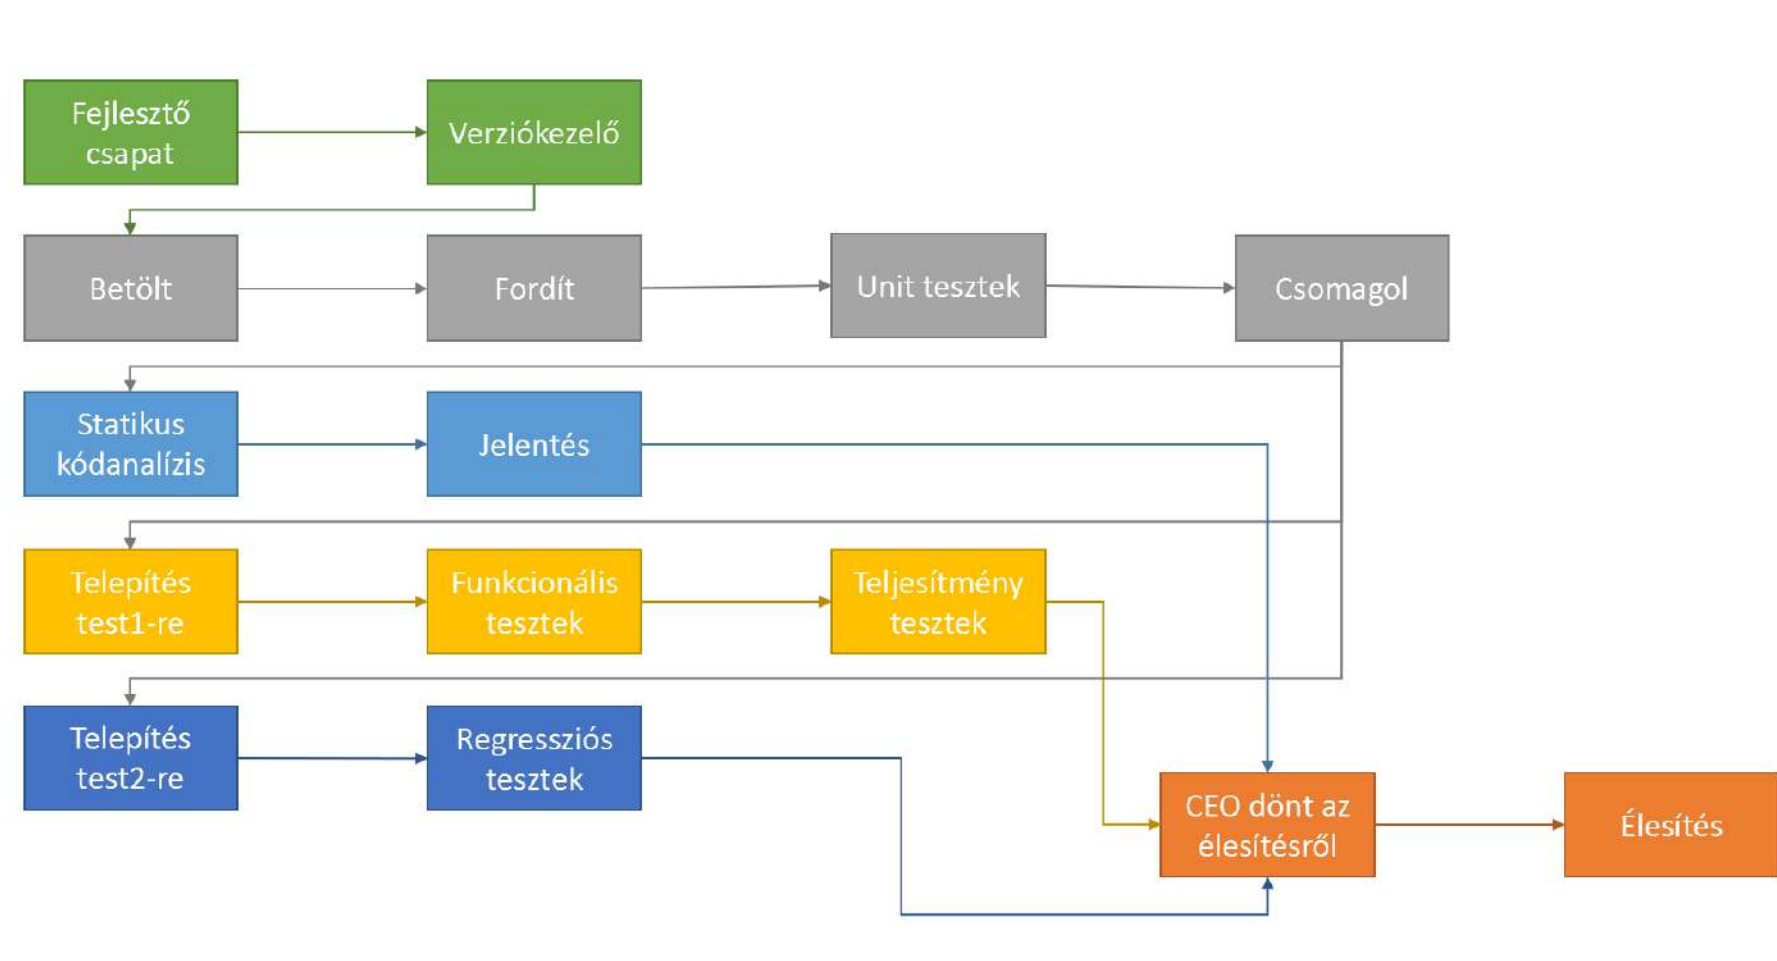 Fejlesztő
csapat
Verziókezelő
Betölt
Fordít
Unit tesztek
Csomagol
Statikus
kódanalízis
Jelentés
Telepítés
test1-re
Funkcionális
tesztek
Teljesítmény
tesztek
Telepítés
test2-re
Regressziós
tesztek
CEO dönt az
élesítésről
Élesítés